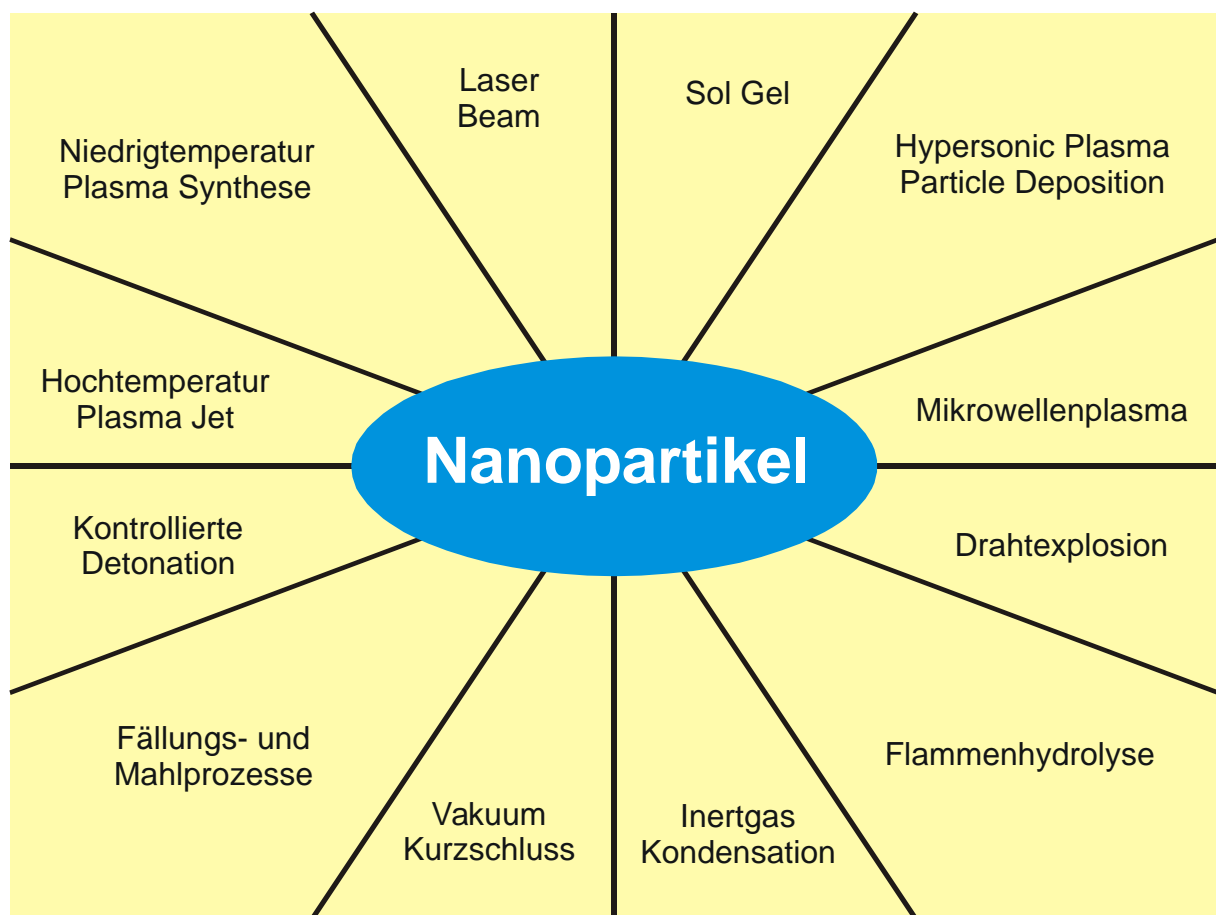 Laser
Beam
Sol Gel
Niedrigtemperatur
Plasma Synthese
Hypersonic Plasma
Particle Deposition
Hochtemperatur
Plasma Jet
Mikrowellenplasma
Nanopartikel
Kontrollierte
Detonation
Drahtexplosion
Fällungs- und
Mahlprozesse
Flammenhydrolyse
Vakuum
Kurzschluss
Inertgas
Kondensation